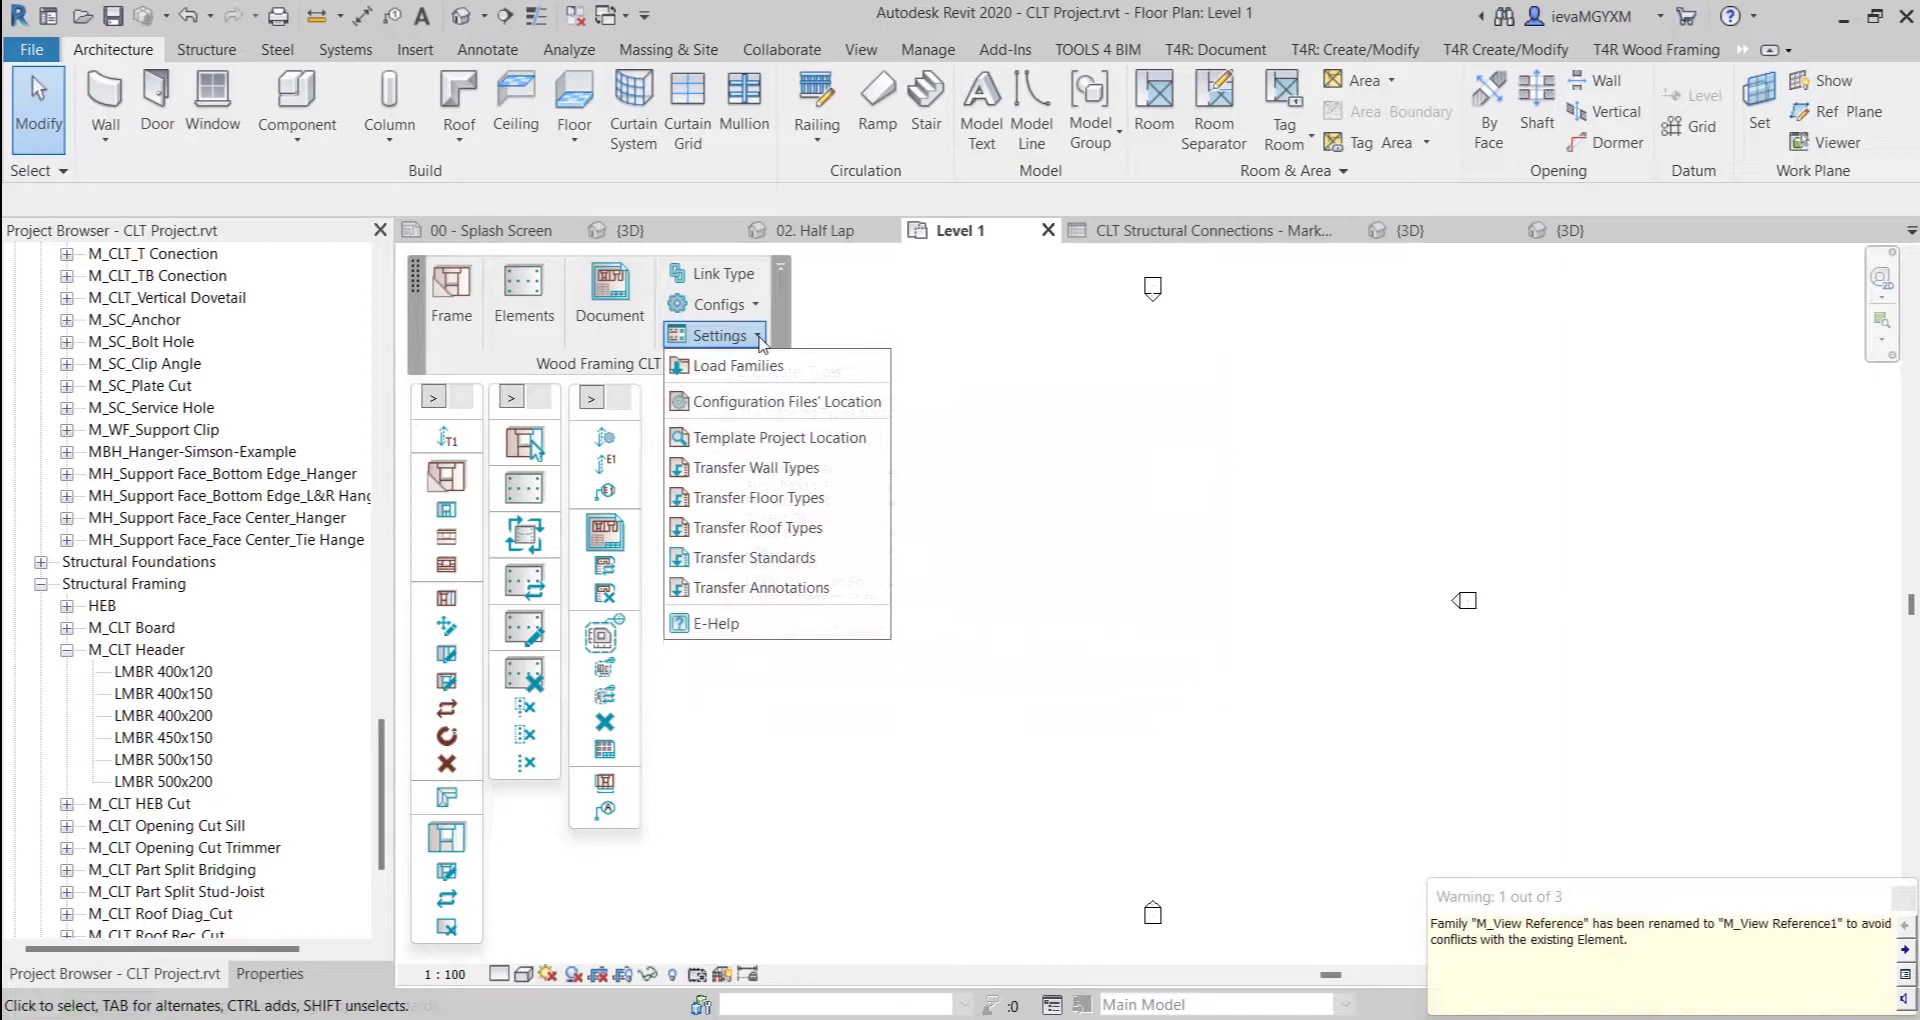 Autodesk Revit 2020 - CLT Project.rvt - Floor Plan: Level 1
ievaMGYXM
File Architecture Structure Steel Systems Insert Annotate Analyze Massing & Site Collaborate View Manage Add-Ins TOOLS 4 BIM T4R: Document T4R: Create/Modify T4R Create/Modify T4R Wood Framing
Modify Wall Door Window Component Column Roof Ceiling Floor Curtain System Curtain Grid Mullion Railing Ramp Stair Model Text Model Line Model Group Room Room Separator Tag Room Area Area Boundary Tag Area By Face Shaft Wall Vertical Dormer Level Grid Set Show Ref Plane Viewer
Select Build Circulation Model Room & Area Opening Datum Work Plane
Project Browser - CLT Project.rvt
00 - Splash Screen {3D} 02. Half Lap Level 1 CLT Structural Connections - Mark... {3D} {3D}
M_CLT_T Conection
M_CLT_TB Conection
M_CLT_Vertical Dovetail
M_SC_Anchor
M_SC_Bolt Hole
M_SC_Clip Angle
M_SC_Plate Cut
M_SC_Service Hole
M_WF_Support Clip
MBH_Hanger-Simson-Example
MH_Support Face_Bottom Edge_Hanger
MH_Support Face_Bottom Edge_L&R Hang
MH_Support Face_Face Center_Hanger
MH_Support Face_Face Center_Tie Hange
Structural Foundations
Structural Framing
HEB
M_CLT Board
M_CLT Header
LMBR 400x120
LMBR 400x150
LMBR 400x200
LMBR 450x150
LMBR 500x150
LMBR 500x200
M_CLT HEB Cut
M_CLT Opening Cut Sill
M_CLT Opening Cut Trimmer
M_CLT Part Split Bridging
M_CLT Part Split Stud-Joist
M_CLT Roof Diag_Cut
M_CLT Roof Rec_Cut
Project Browser - CLT Project.rvt Properties
Frame Elements Document
Link Type
Configs
Settings
Wood Framing CLT
Load Families
Configuration Files' Location
Template Project Location
Transfer Wall Types
Transfer Floor Types
Transfer Roof Types
Transfer Standards
Transfer Annotations
E-Help
> > >
T1
E1
2D
Warning: 1 out of 3
Family "M_View Reference" has been renamed to "M_View Reference1" to avoid
conflicts with the existing Element.
1 : 100
Click to select, TAB for alternates, CTRL adds, SHIFT unselects.
:0
Main Model